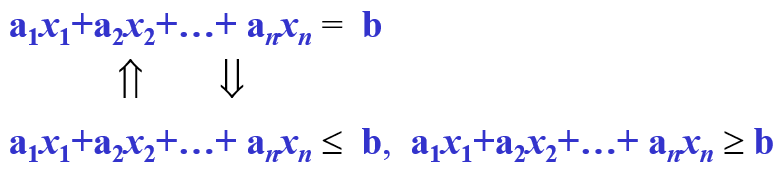 a₁x₁+a₂x₂+…+ aₙxₙ = b
⇑ ⇓
a₁x₁+a₂x₂+…+ aₙxₙ ≤ b, a₁x₁+a₂x₂+…+ aₙxₙ ≥ b